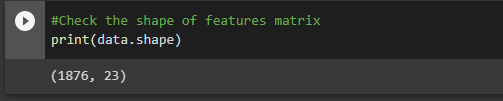 #Check the shape of features matrix
print(data.shape)
(1876, 23)